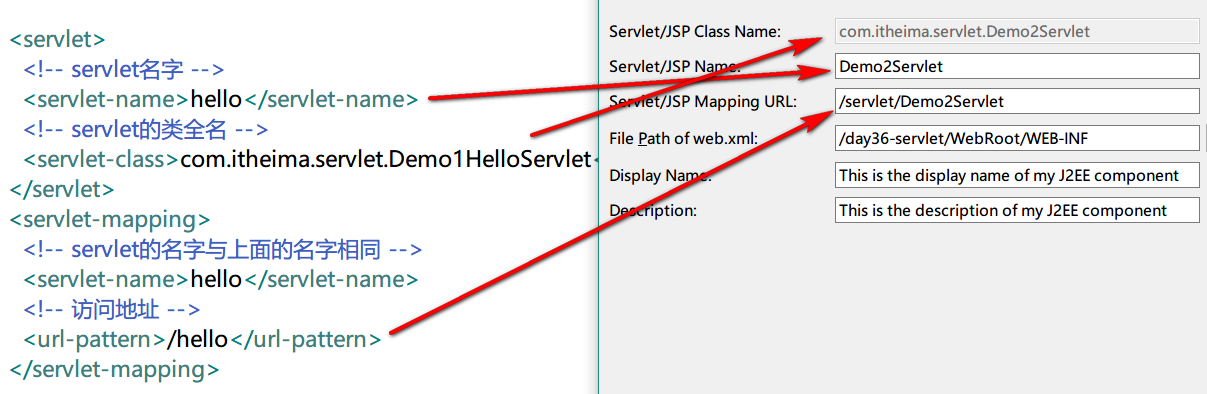 <servlet>
<!-- servlet名字 -->
<servlet-name>hello</servlet-name>
<!-- servlet的类全名 -->
<servlet-class>com.itheima.servlet.Demo1HelloServlet<
</servlet>
<servlet-mapping>
<!-- servlet的名字与上面的名字相同 -->
<servlet-name>hello</servlet-name>
<!-- 访问地址 -->
<url-pattern>/hello</url-pattern>
</servlet-mapping>
Servlet/JSP Class Name: com.itheima.servlet.Demo2Servlet
Servlet/JSP Name: Demo2Servlet
Servlet/JSP Mapping URL: /servlet/Demo2Servlet
File Path of web.xml: /day36-servlet/WebRoot/WEB-INF
Display Name: This is the display name of my J2EE component
Description: This is the description of my J2EE component